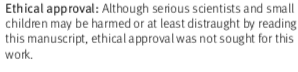 Ethical approval: Although serious scientists and small
children may be harmed or at least distraught by reading
this manuscript, ethical approval was not sought for this
work.